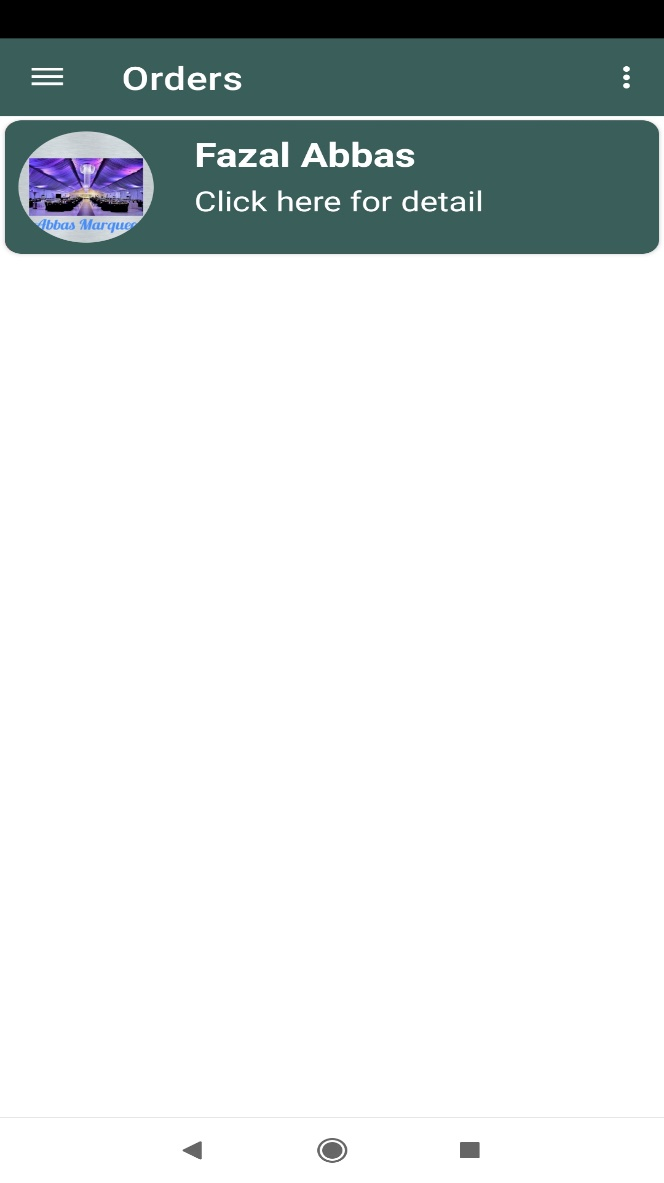 Orders
Fazal Abbas
Click here for detail
Abbas Marquee